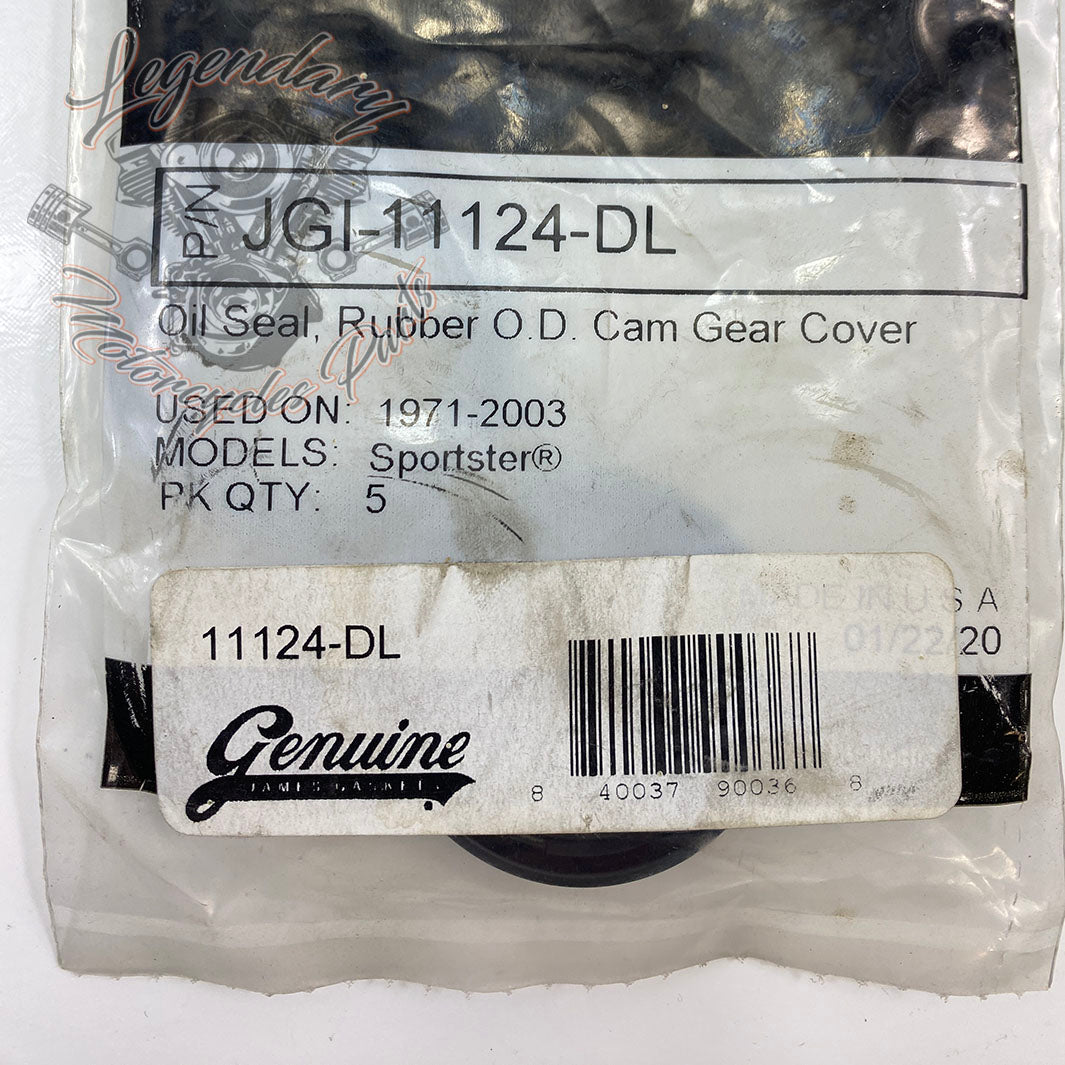 Legendary
Motorcycles Parts
P/N JGI-11124-DL
Oil Seal, Rubber O.D. Cam Gear Cover
USED ON: 1971-2003
MODELS: Sportster®
PK QTY: 5
MADE IN U S A
01/22/20
11124-DL
Genuine
JAMES GASKETS
8 40037 90036 8